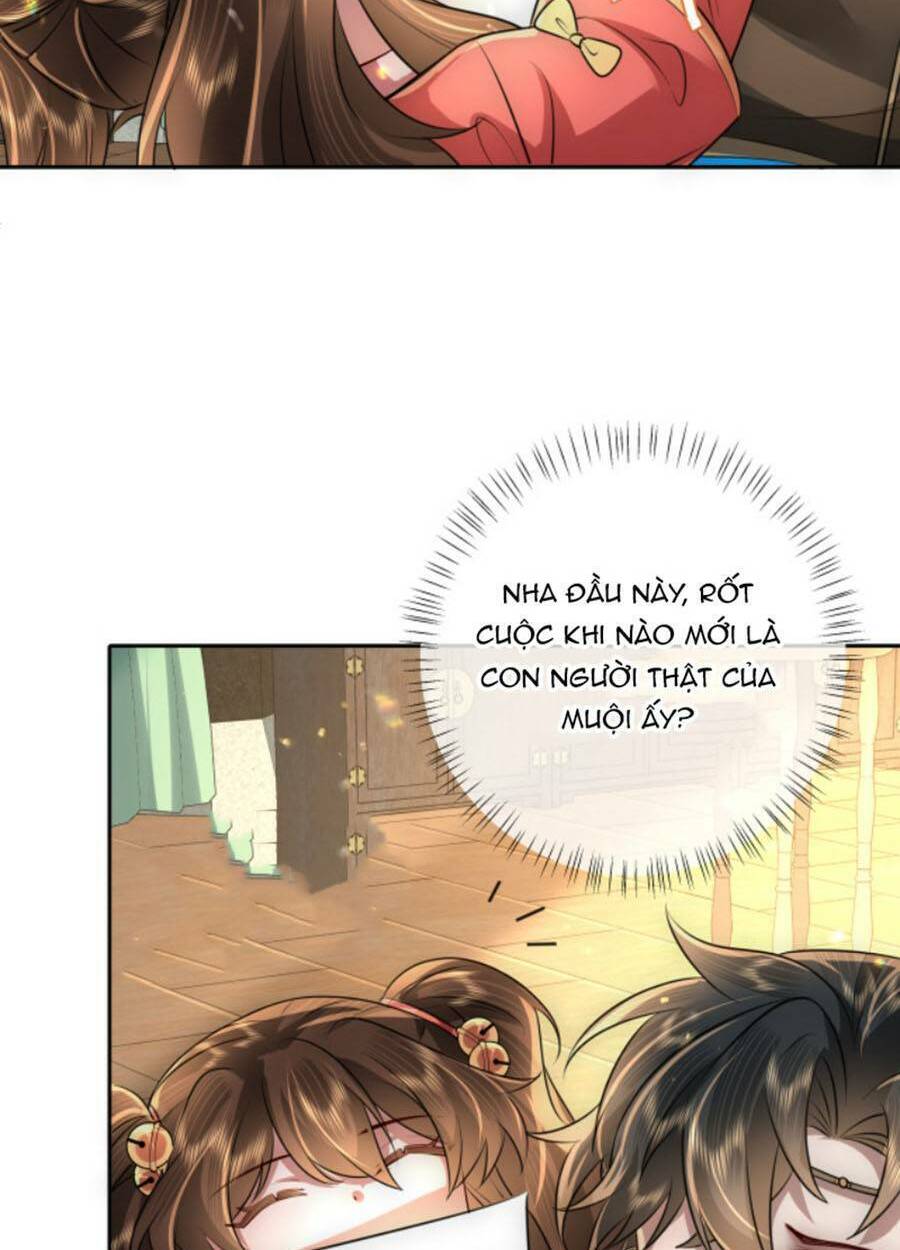 NHA ĐẦU NÀY, RỐT
CUỘC KHI NÀO MỚI LÀ
CON NGƯỜI THẬT CỦA
MUỘI ẤY?